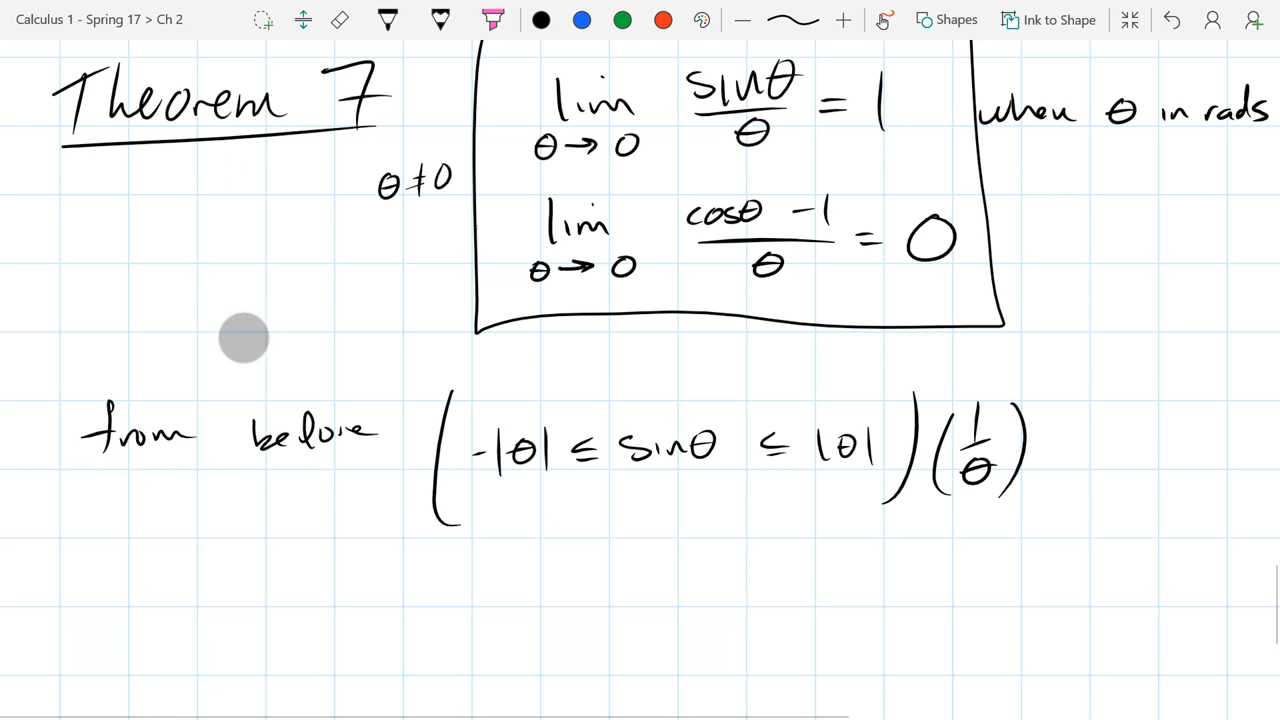 Calculus 1 - Spring 17 > Ch 2
Shapes
Ink to Shape
Theorem 7
θ ≠ 0
lim θ→0 sinθ/θ = 1
when θ in rads
lim θ→0 (cosθ - 1)/θ = 0
from before ( -|θ| ≤ sinθ ≤ |θ| ) ( 1/θ )